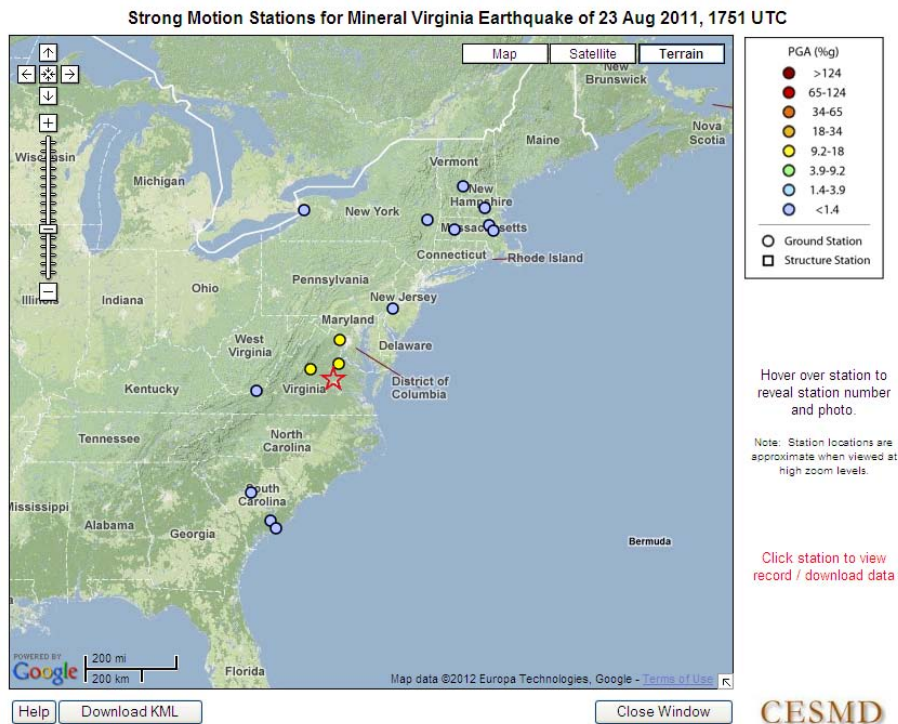 Strong Motion Stations for Mineral Virginia Earthquake of 23 Aug 2011, 1751 UTC
Map
Satellite
Terrain
New
Brunswick
Nova
Scotia
Maine
Vermont
New
Hampshire
Massachusetts
New York
Connecticut
Rhode Island
Michigan
Pennsylvania
Ohio
Indiana
New Jersey
Maryland
West
Virginia
Delaware
District of
Columbia
Virginia
Kentucky
Tennessee
North
Carolina
South
Carolina
Mississippi
Alabama
Georgia
Bermuda
Florida
POWERED BY
Google
200 mi
200 km
Map data ©2012 Europa Technologies, Google - Terms of Use
PGA (%g)
>124
65-124
34-65
18-34
9.2-18
3.9-9.2
1.4-3.9
<1.4
Ground Station
Structure Station
Hover over station to
reveal station number
and photo.
Note: Station locations are
approximate when viewed at
high zoom levels.
Click station to view
record / download data
Help
Download KML
Close Window
CESMD